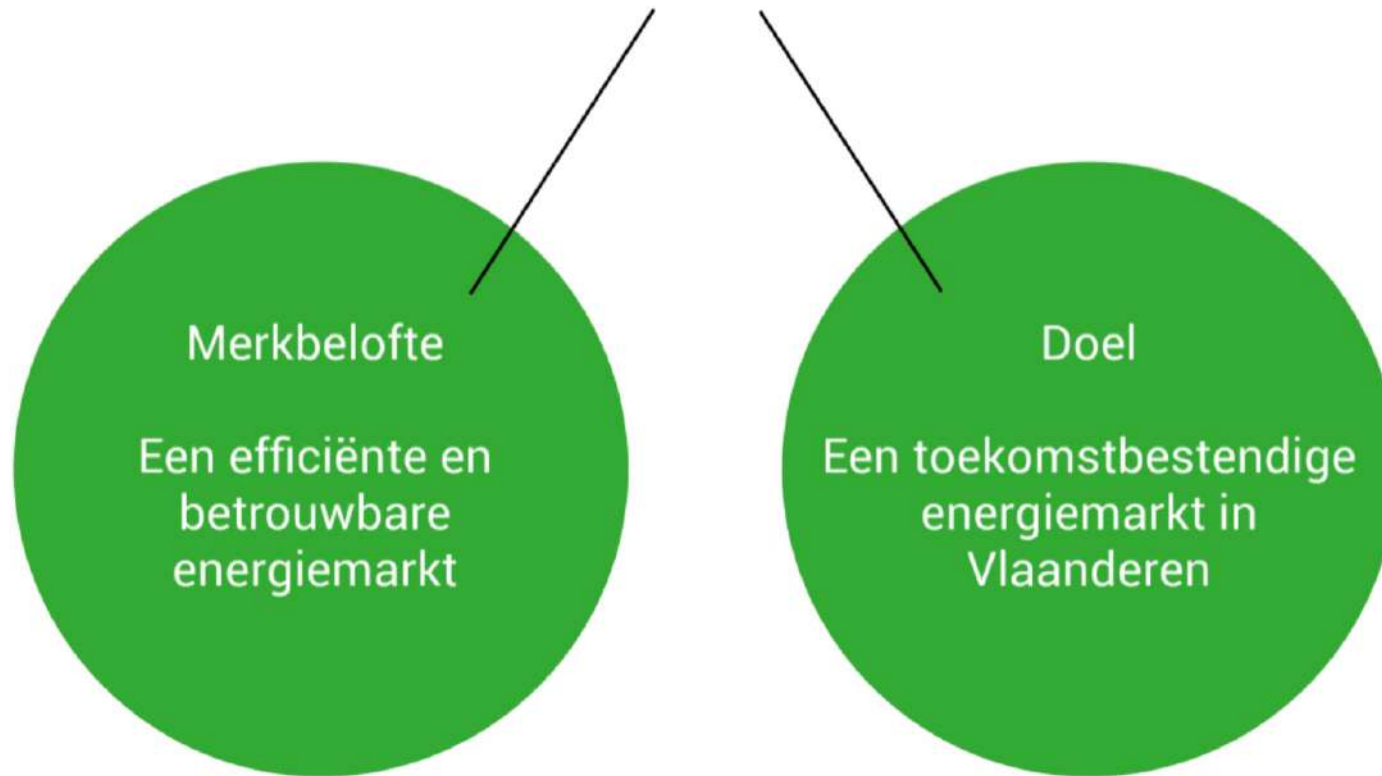 Merkbelofte
Een efficiënte en
betrouwbare
energiemarkt
Doel
Een toekomstbestendige
energiemarkt in
Vlaanderen